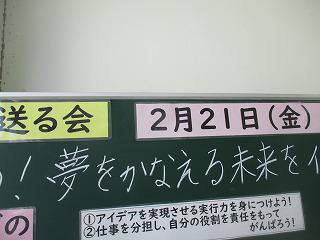 送る会 2月21日(金)
！夢をかなえる未来を
の
①アイデアを実現させる実行力を身につけよう！
②仕事を分担し、自分の役割を責任をもって
がんばろう！